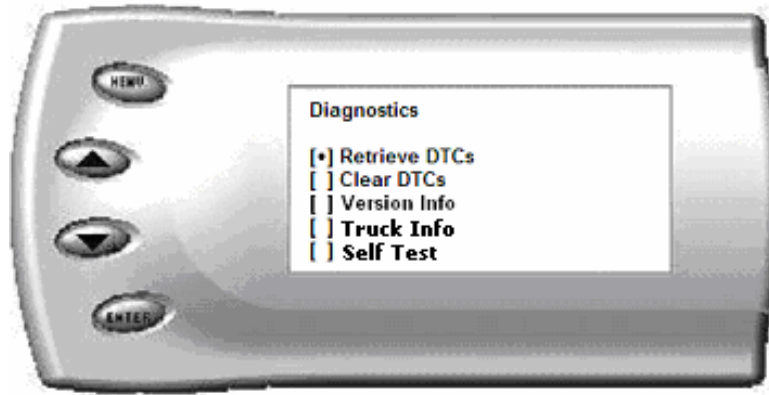 MENU
Diagnostics
[•] Retrieve DTCs
[ ] Clear DTCs
[ ] Version Info
[ ] Truck Info
[ ] Self Test
ENTER